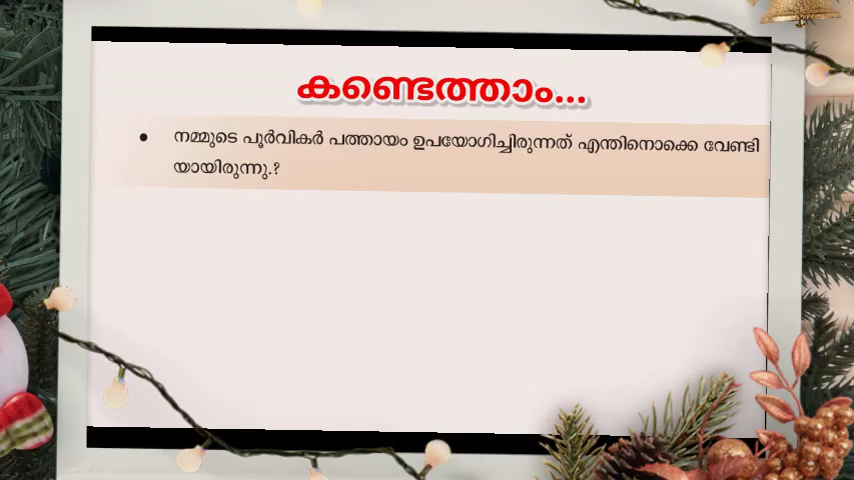 കണ്ടെത്താം...
• നമ്മുടെ പൂർവികർ പത്തായം ഉപയോഗിച്ചിരുന്നത് എന്തിനൊക്കെ വേണ്ടി
യായിരുന്നു.?